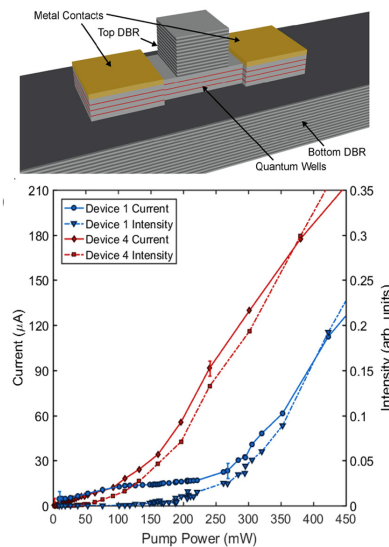 Metal Contacts
Top DBR
Bottom DBR
Quantum Wells
210
180
150
120
90
60
30
0
Current (μA)
Device 1 Current
Device 1 Intensity
Device 4 Current
Device 4 Intensity
0.35
0.3
0.25
0.2
0.15
0.1
0.05
0
Intensity (arb. units)
0 50 100 150 200 250 300 350 400 450
Pump Power (mW)